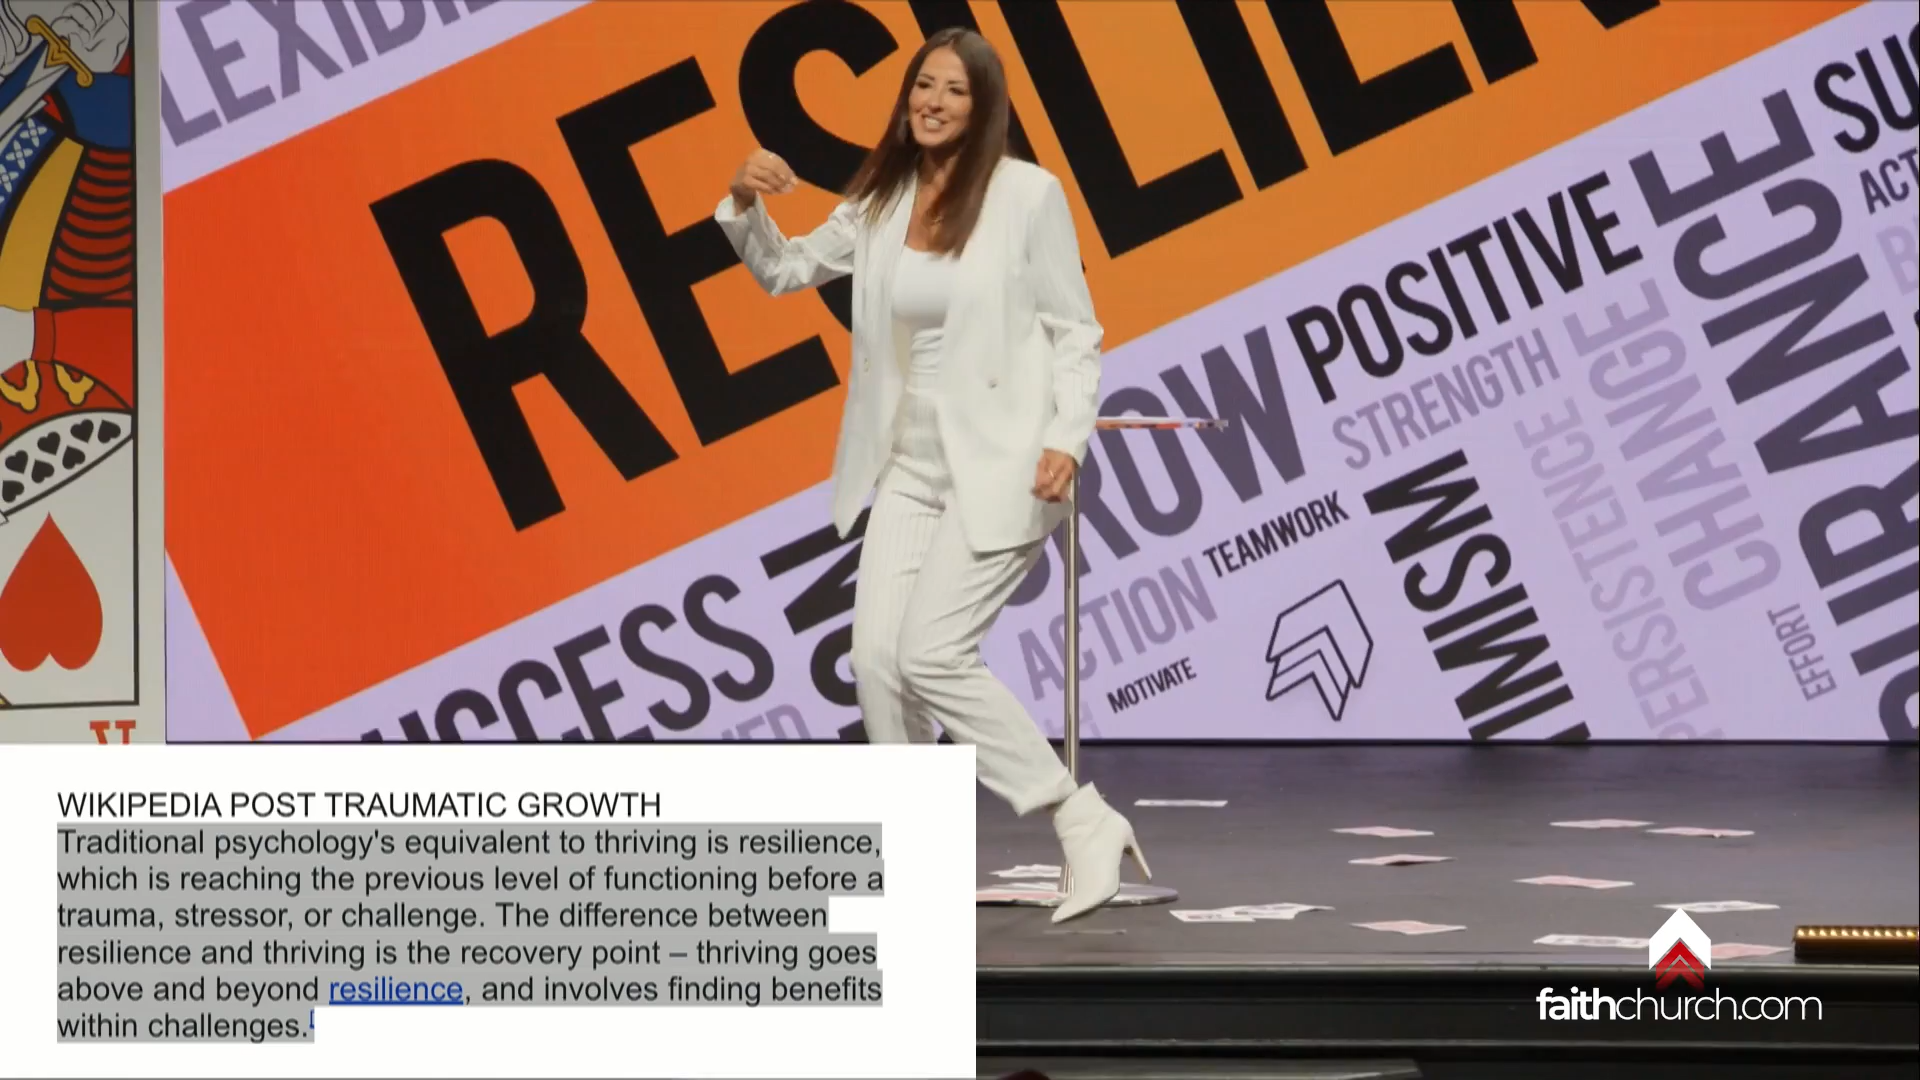 RESILIEN
POSITIVE
STRENGTH
TEAMWORK
ACTION
MOTIVATE
PERSISTENCE
CHANGE
EFFORT
WIKIPEDIA POST TRAUMATIC GROWTH
Traditional psychology's equivalent to thriving is resilience,
which is reaching the previous level of functioning before a
trauma, stressor, or challenge. The difference between
resilience and thriving is the recovery point – thriving goes
above and beyond resilience, and involves finding benefits
within challenges.
faithchurch.com